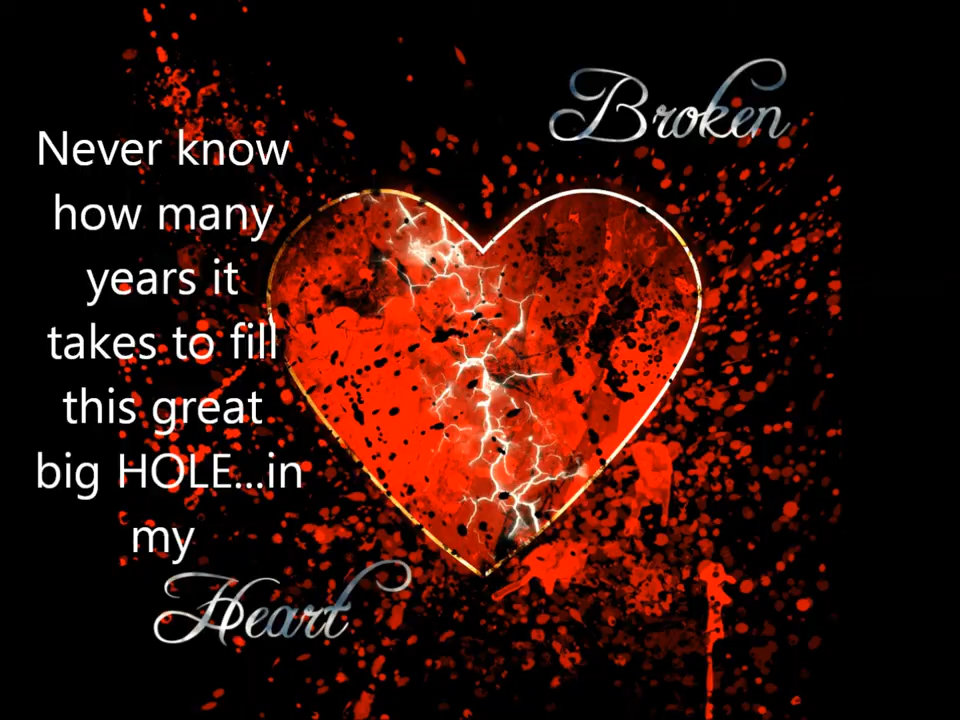 Broken
Never know
how many
years it
takes to fill
this great
big HOLE...in
my
Heart